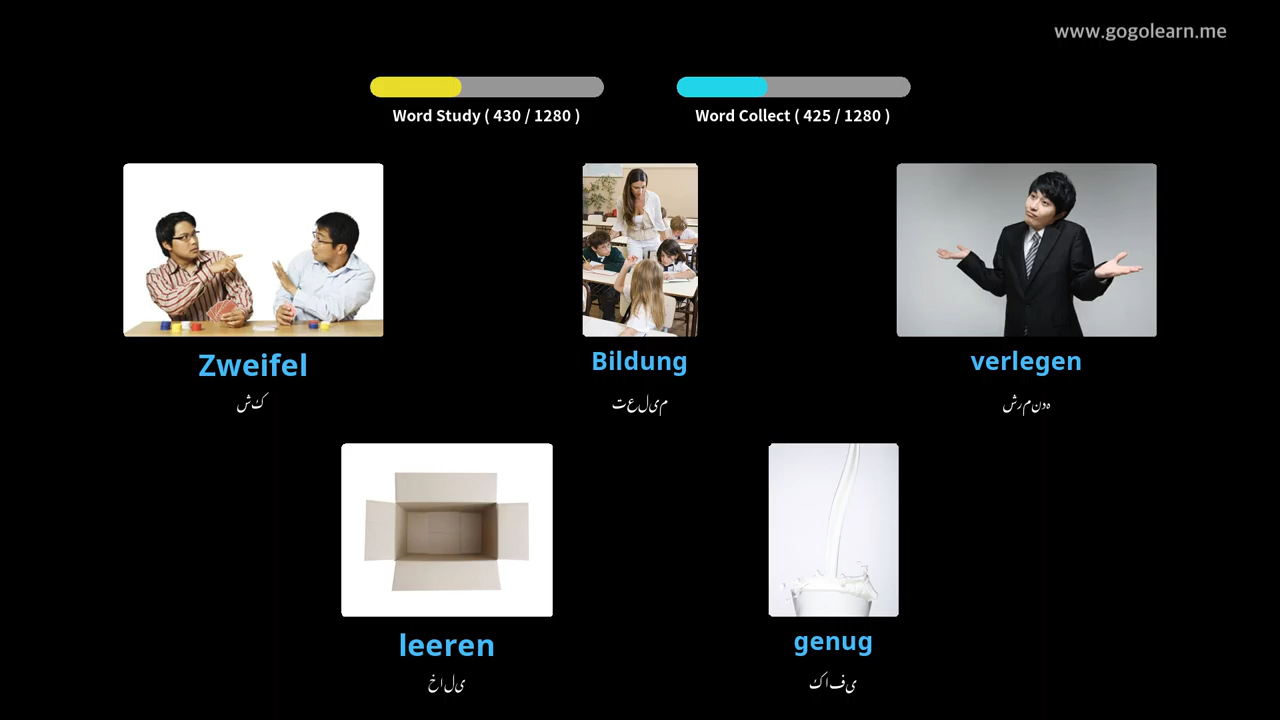 www.gogolearn.me
Word Study ( 430 / 1280 )
Word Collect ( 425 / 1280 )
Zweifel
شک
Bildung
تعلیم
verlegen
شرمندہ
leeren
خالی
genug
کافی